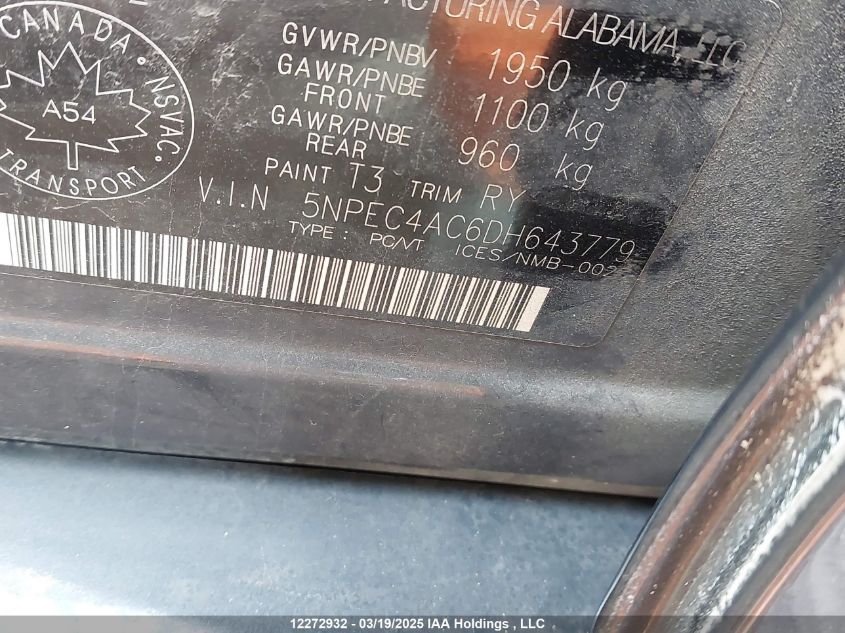 MANUFACTURING ALABAMA, LLC
GVWR/PNBV : 1950 kg
GAWR/PNBE
FRONT : 1100 kg
GAWR/PNBE
REAR : 960 kg
PAINT T3 TRIM RY
V.I.N 5NPEC4AC6DH643779
TYPE : PC/VT ICES/NMB-002
CANADA
NSVAC.
A54
TRANSPORT
12272932 - 03/19/2025 IAA Holdings , LLC